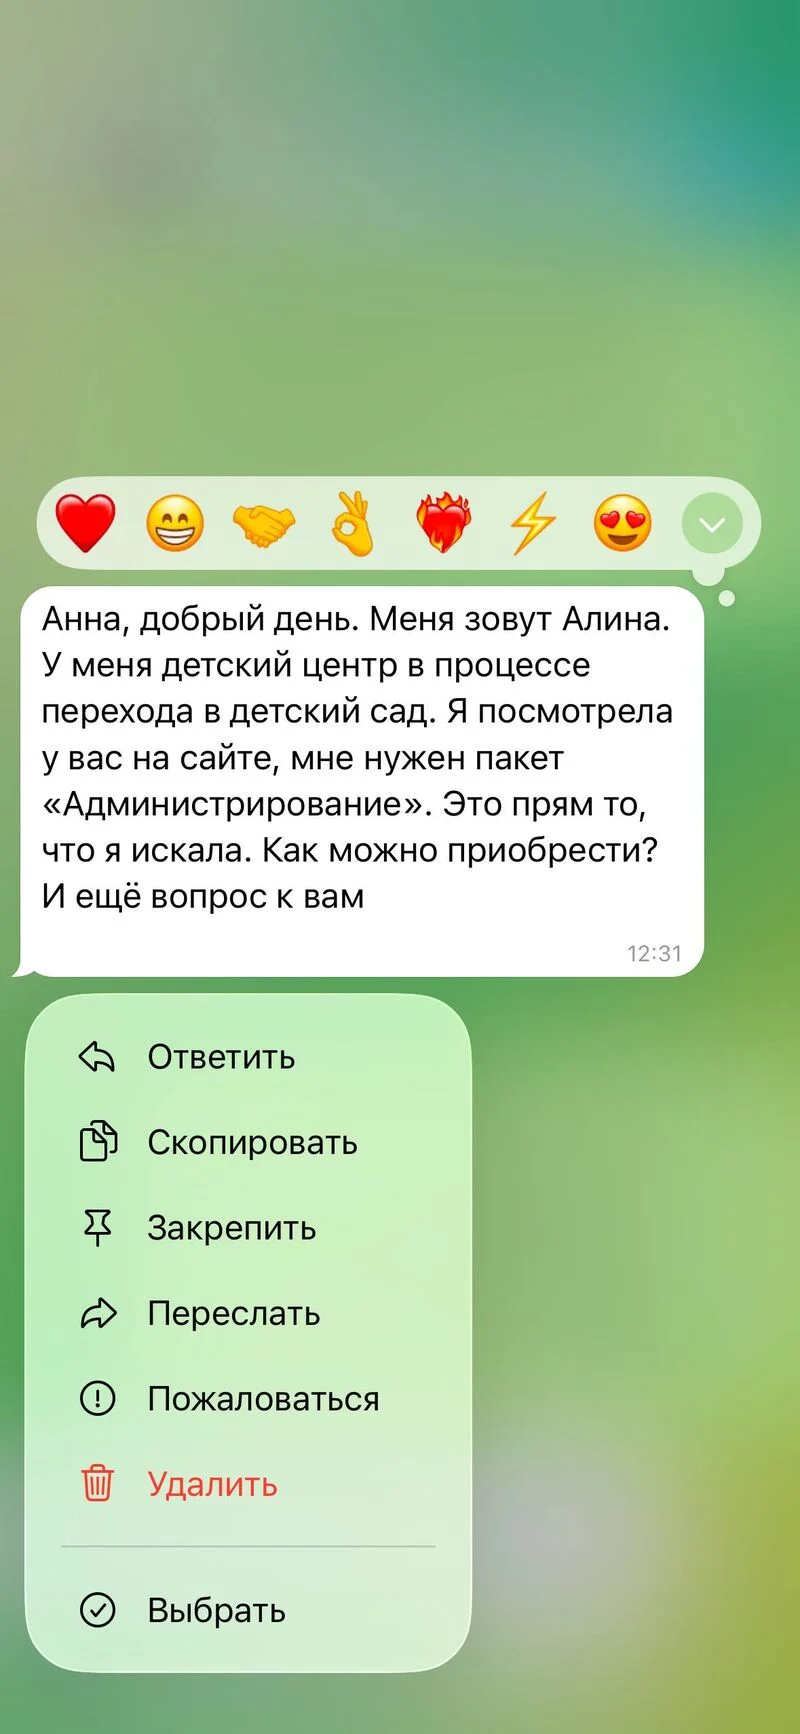 Анна, добрый день. Меня зовут Алина.
У меня детский центр в процессе
перехода в детский сад. Я посмотрела
у вас на сайте, мне нужен пакет
«Администрирование». Это прям то,
что я искала. Как можно приобрести?
И ещё вопрос к вам
12:31
Ответить
Скопировать
Закрепить
Переслать
Пожаловаться
Удалить
Выбрать